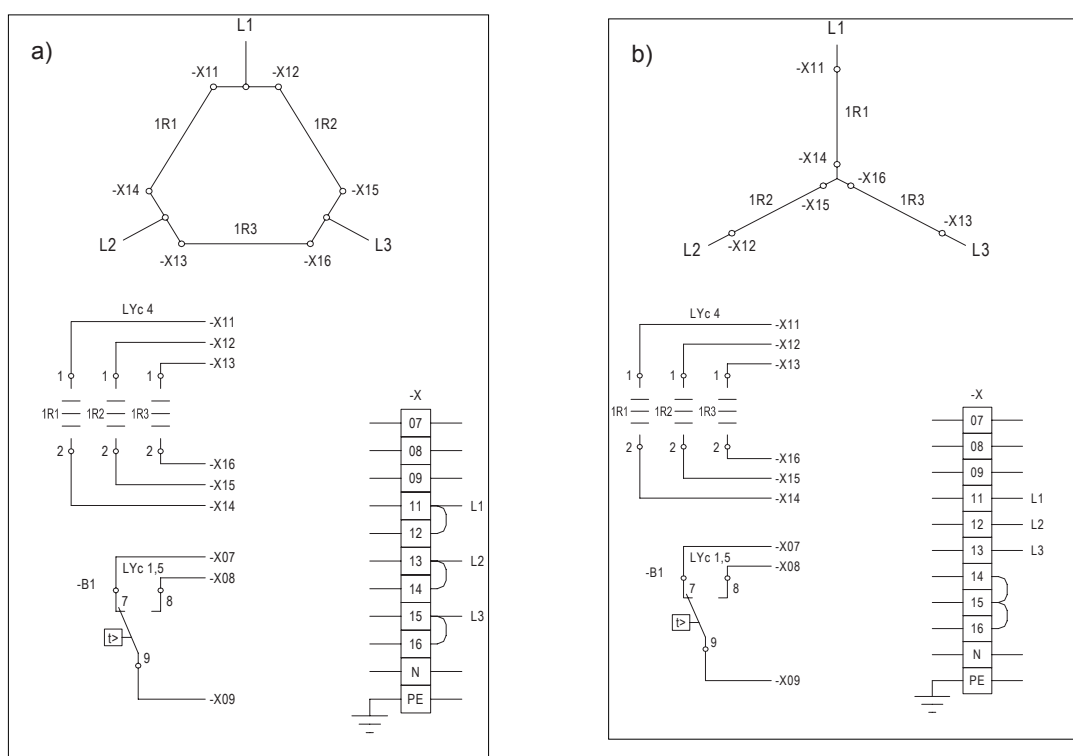 a)
L1
-X11
-X12
1R1
1R2
-X14
-X15
L2
1R3
L3
-X13
-X16
LYc 4
-X11
-X12
-X13
1
1
1
1R1
1R2
1R3
2
2
2
-X16
-X15
-X14
-X07
LYc 1,5
-X08
-B1
7
8
t>
9
-X09
-X
07
08
09
11
L1
12
13
L2
14
15
L3
16
N
PE
b)
L1
-X11
1R1
-X14
-X16
1R2
1R3
-X15
-X13
L2
-X12
L3
LYc 4
-X11
-X12
-X13
1
1
1
1R1
1R2
1R3
2
2
2
-X16
-X15
-X14
-X07
LYc 1,5
-X08
-B1
7
8
t>
9
-X09
-X
07
08
09
11
L1
12
L2
13
L3
14
15
16
N
PE